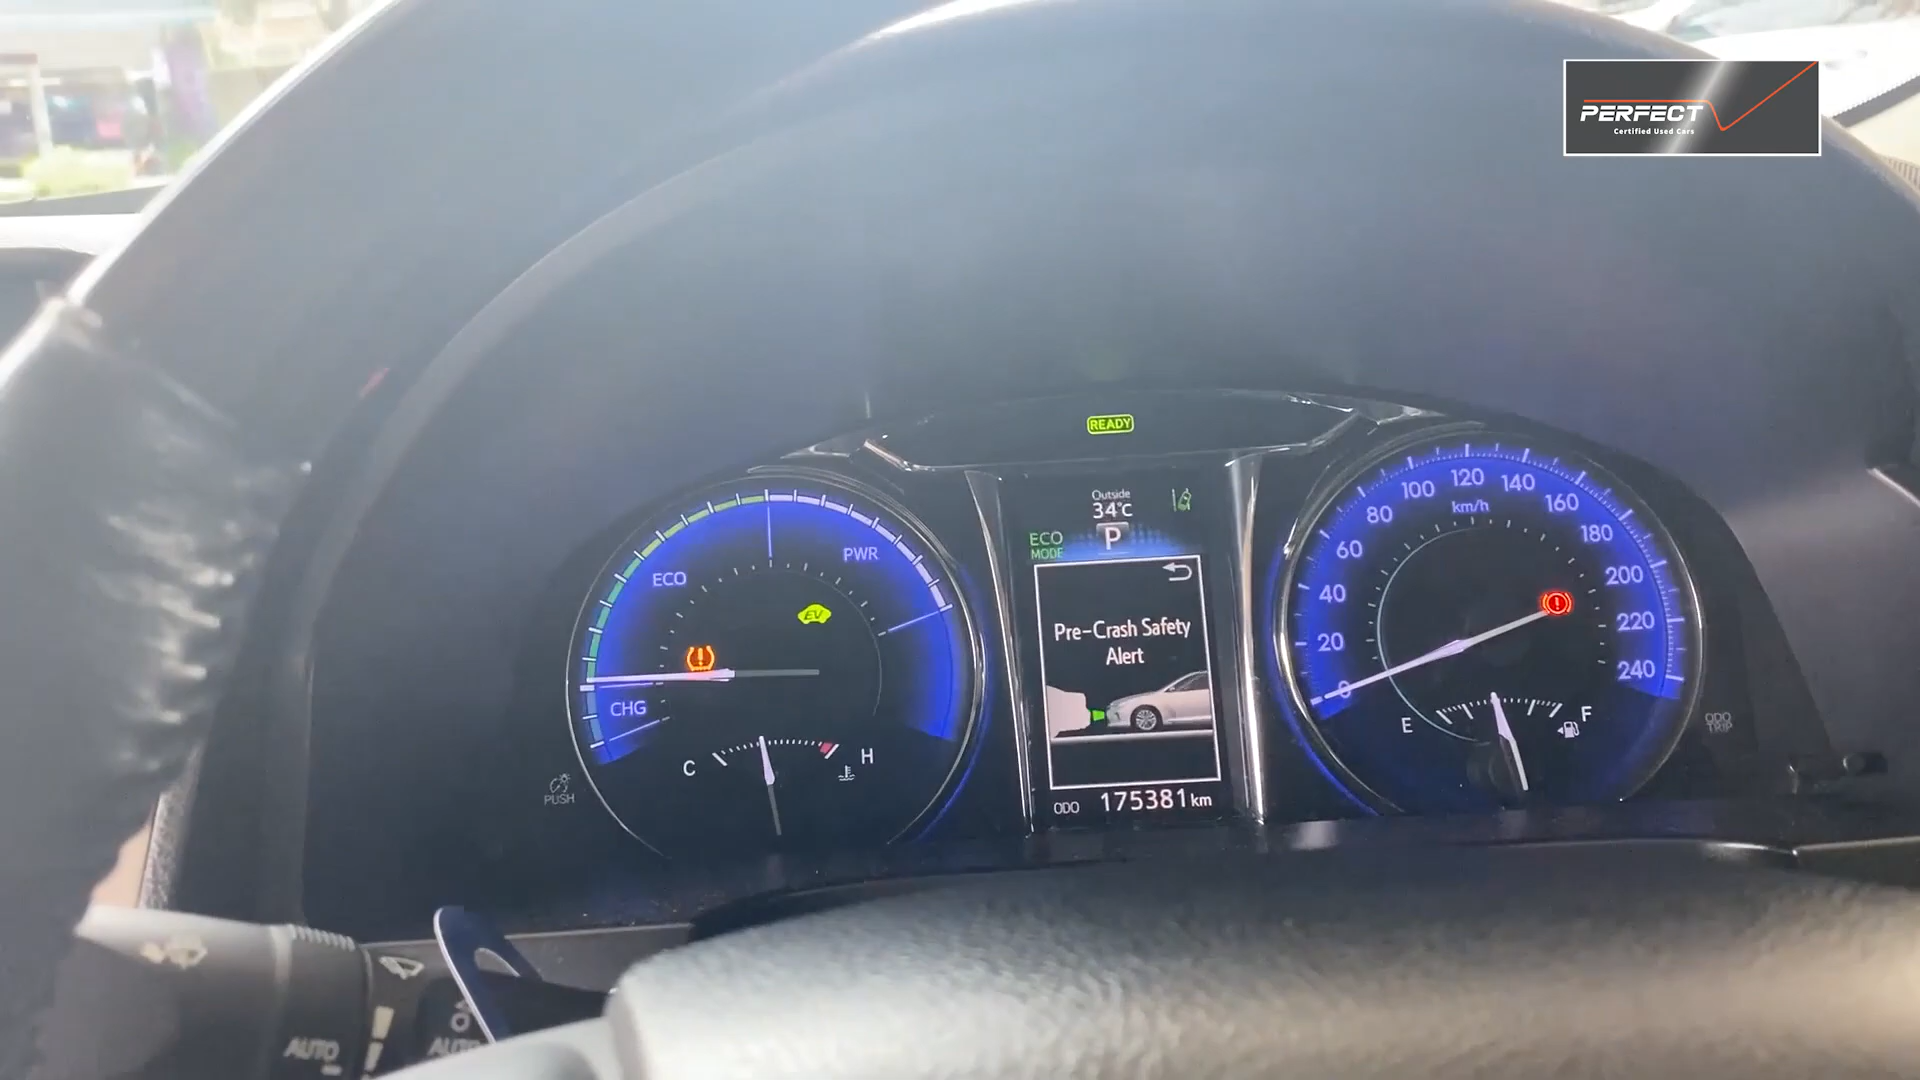 PERFECT
Certified Used Cars
READY
Outside
34°C
P
ECO
MODE
Pre-Crash Safety
Alert
ODO 175381 km
ECO
PWR
EV
CHG
C
H
PUSH
0
20
40
60
80
100
120
140
160
180
200
220
240
km/h
E
F
ODO
TRIP
AUTO
AUTO